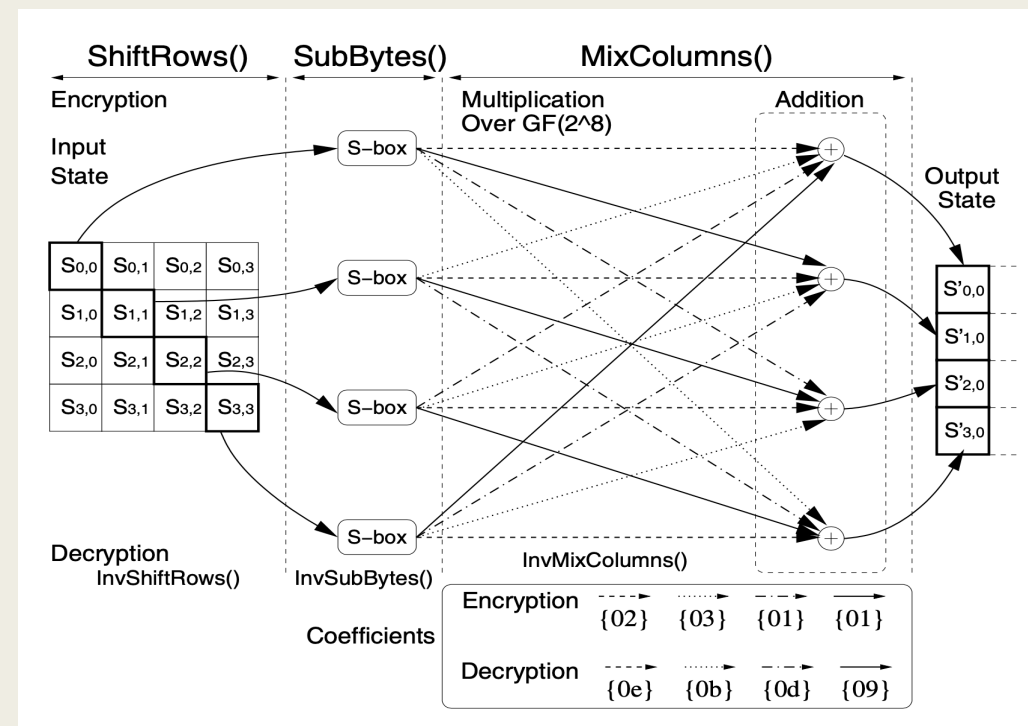 ShiftRows() SubBytes() MixColumns()
Encryption
Multiplication
Over GF(2^8)
Addition
Input
State
S-box
+
Output
State
S0,0 S0,1 S0,2 S0,3
S-box
+
S'0,0
S1,0 S1,1 S1,2 S1,3
S'1,0
S2,0 S2,1 S2,2 S2,3
S'2,0
S3,0 S3,1 S3,2 S3,3
S-box
+
S'3,0
S-box
+
Decryption
InvShiftRows() InvSubBytes() InvMixColumns()
Coefficients
Encryption
{02} {03} {01} {01}
Decryption
{0e} {0b} {0d} {09}